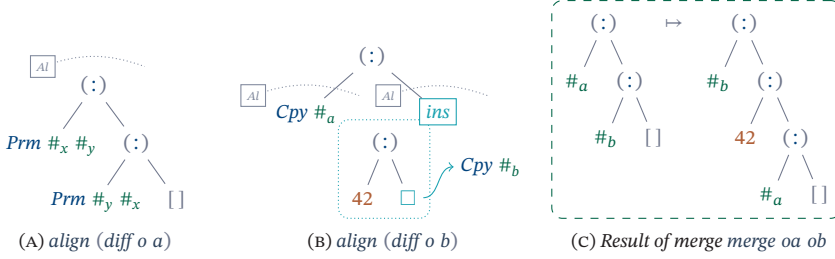 Al
(:)
Prm #x #y
(:)
Prm #y #x
[]
(A) align (diff o a)
(:)
Al
Al
Cpy #a
ins
(:)
42
Cpy #b
(B) align (diff o b)
(:) ↦ (:)
#a (:) #b (:)
#b [] 42 (:)
#a []
(C) Result of merge merge oa ob